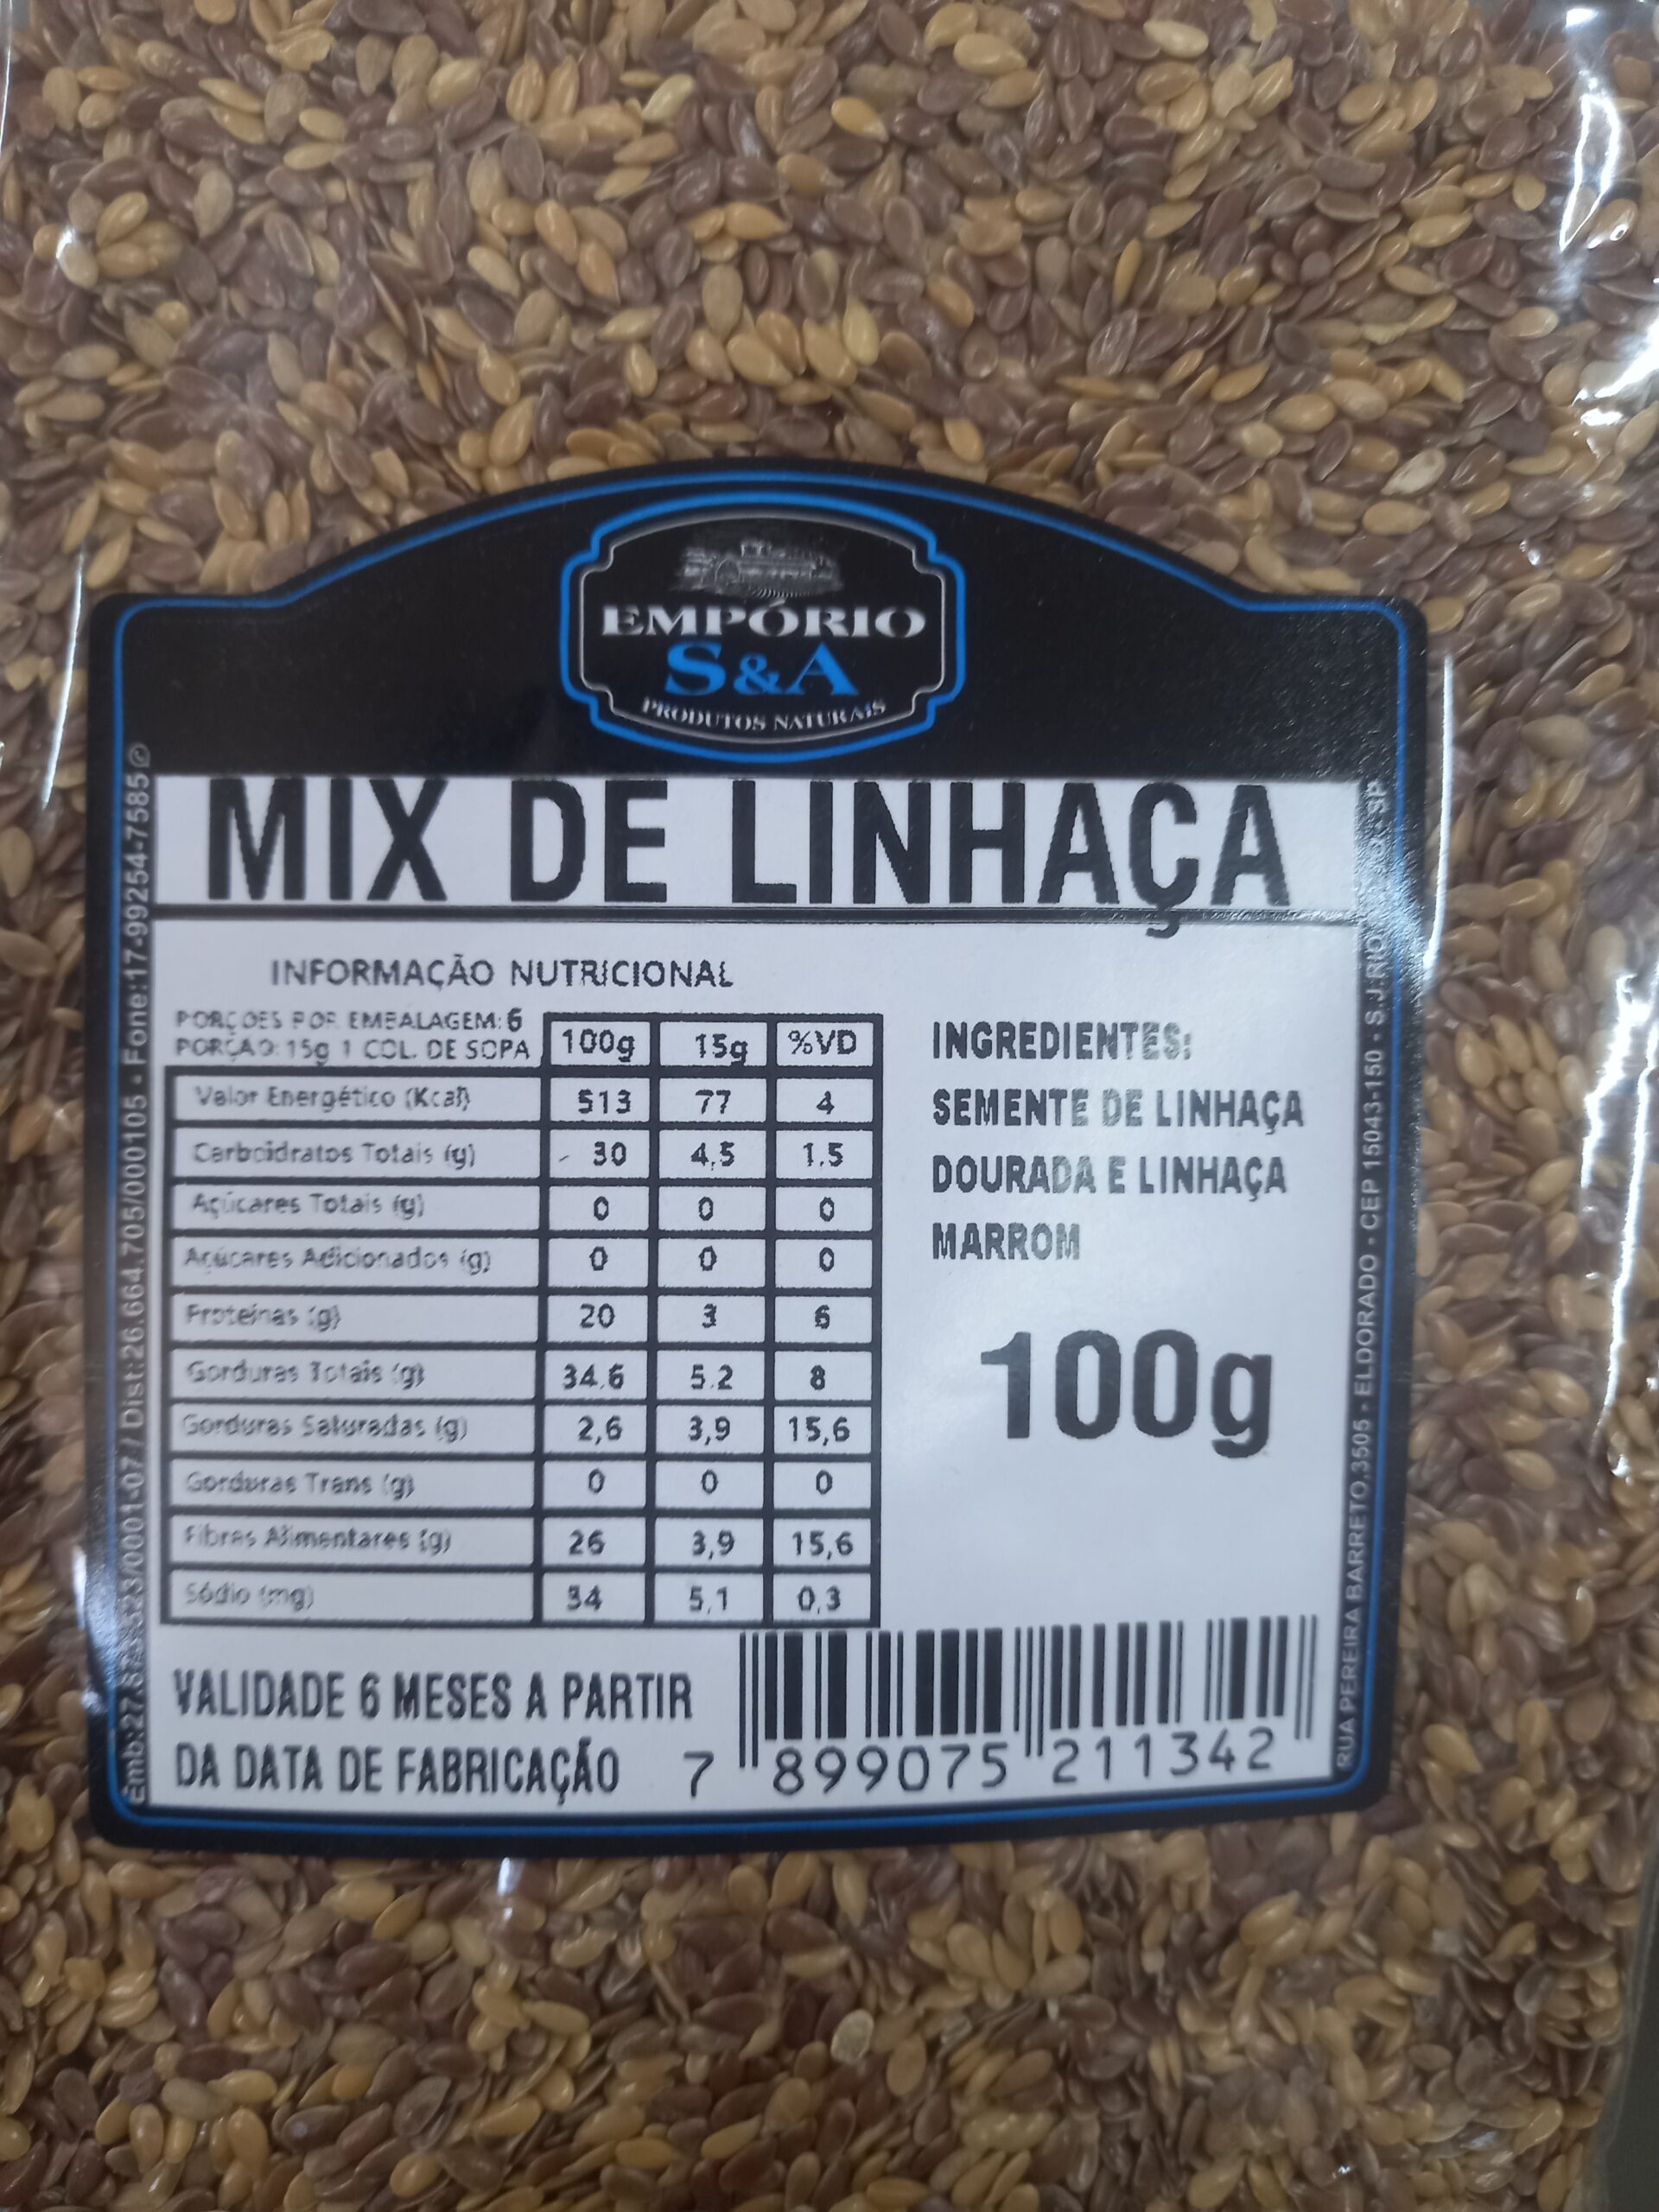 EMPÓRIO
S&A
PRODUTOS NATURAIS
MIX DE LINHAÇA
INFORMAÇÃO NUTRICIONAL
PORÇOES POR EMBALAGEM: 6
PORÇAO: 15g 1 COL. DE SOPA 100g 15g %VD
Valor Energético (Kcal) 513 77 4
Carboidratos Totais (g) 30 4,5 1,5
Açúcares Totais (g) 0 0 0
Açúcares Adicionados (g) 0 0 0
Proteínas (g) 20 3 6
Gorduras Totais (g) 34,6 5.2 8
Gorduras Saturadas (g) 2,6 3,9 15,6
Gorduras Trans (g) 0 0 0
Fibras Alimentares (g) 26 3,9 15,6
Sódio (mg) 34 5,1 0,3
INGREDIENTES:
SEMENTE DE LINHAÇA
DOURADA E LINHAÇA
MARROM
100g
VALIDADE 6 MESES A PARTIR
DA DATA DE FABRICAÇÃO
7 899075 211342
/0001-07 / Dist:26.664.705/000105 - Fone:17-99254-7585
RUA PEREIRA BARRETO,3505 - ELDORADO - CEP 15043-150 - S.J.RIO - SP